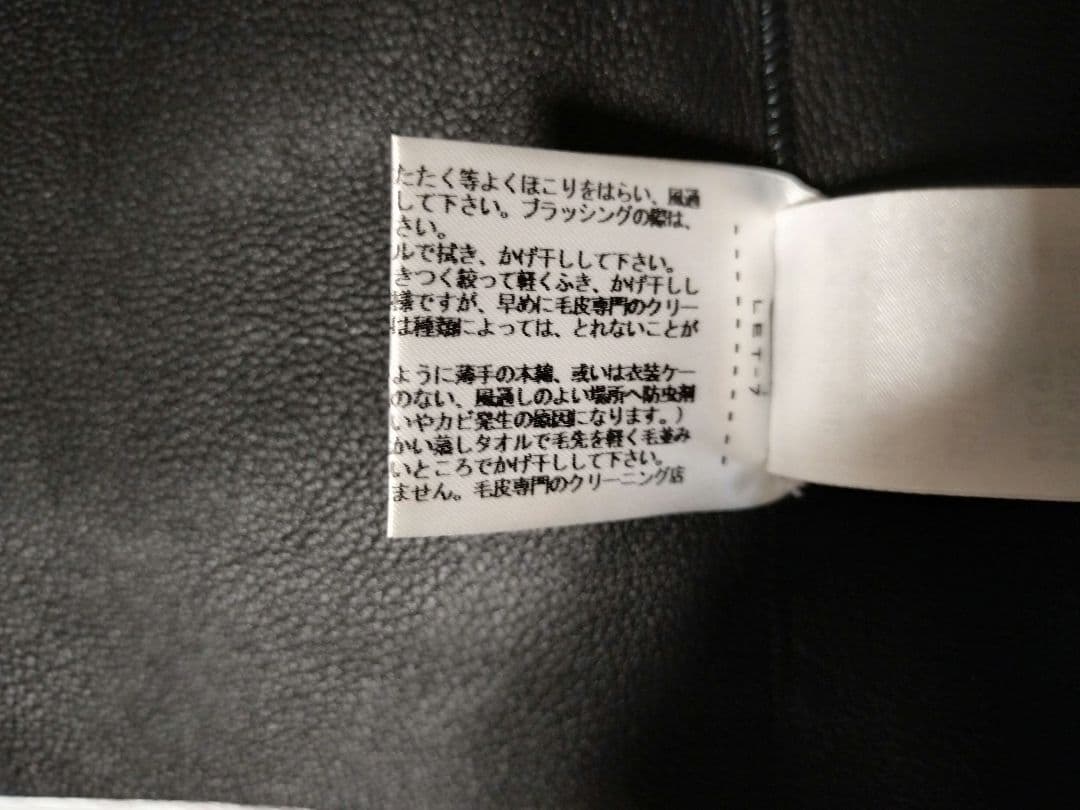 たたく等よくほこりをはらい、風通
して下さい。ブラッシングの際は、
さい。
ルで拭き、かげ干しして下さい。
きつく絞って軽くふき、かげ干しし
様ですが、早めに毛皮専門のクリー
は種類によっては、とれないことが
ように薄手の木綿、或いは衣装ケー
のない、風通しのよい場所へ防虫剤
いやカビ発生の原因になります。）
かい蒸しタオルで毛先を軽く毛並み
いところでかげ干しして下さい。
ません。毛皮専門のクリーニング店
LET-7